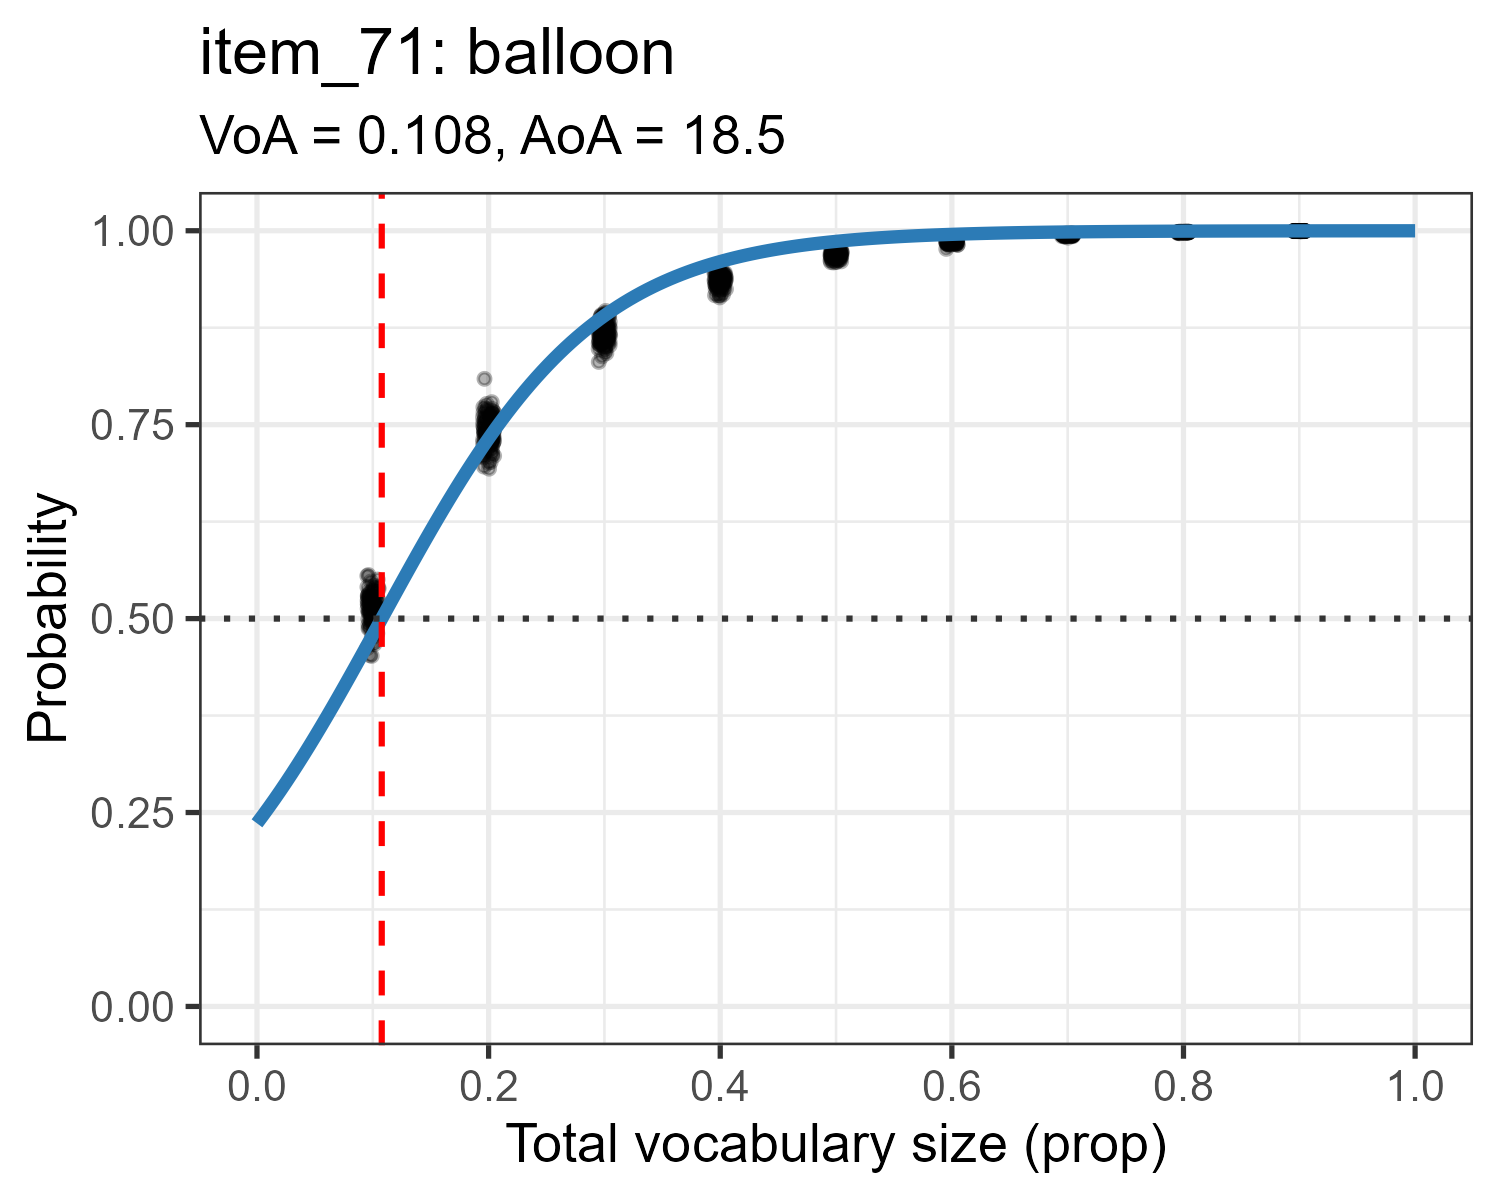 item_71: balloon
VoA = 0.108, AoA = 18.5
1.00
0.75
0.50
0.25
0.00
Probability
0.0 0.2 0.4 0.6 0.8 1.0
Total vocabulary size (prop)